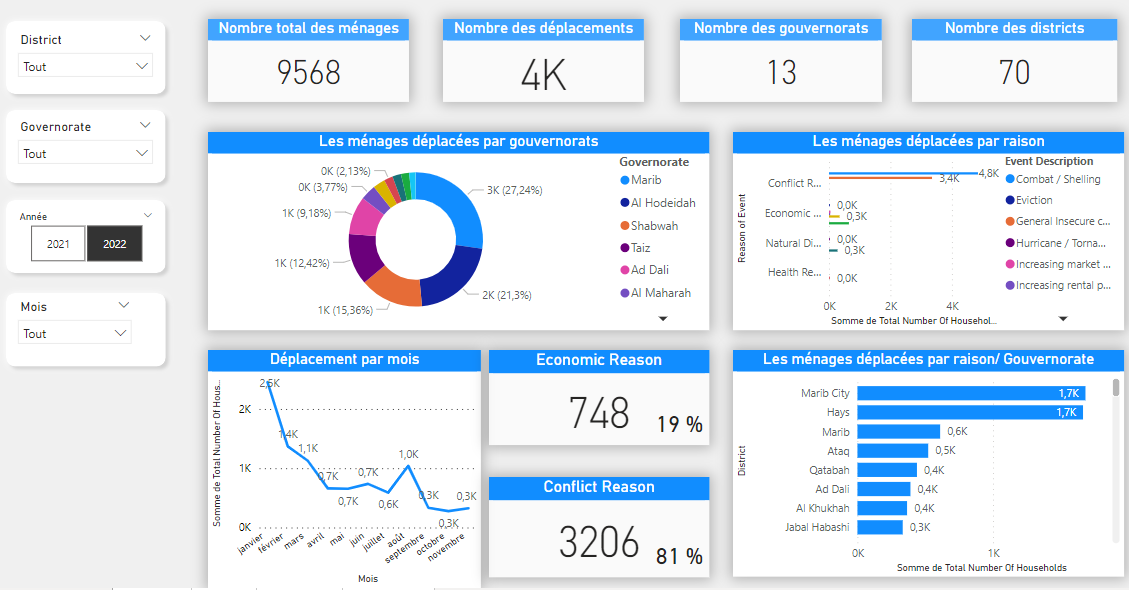 District
Tout
Governorate
Tout
Année
2021
2022
Mois
Tout
Nombre total des ménages
9568
Nombre des déplacements
4K
Nombre des gouvernorats
13
Nombre des districts
70
Les ménages déplacées par gouvernorats
0K (2,13%)
0K (3,77%)
1K (9,18%)
1K (12,42%)
1K (15,36%)
3K (27,24%)
2K (21,3%)
Governorate
Marib
Al Hodeidah
Shabwah
Taiz
Ad Dali
Al Maharah
Les ménages déplacées par raison
Reason of Event
Conflict R...
4,8K
3,4K
Economic ...
0,0K
0,3K
Natural Di...
0,0K
0,3K
Health Re...
0,0K
0K
2K
4K
Somme de Total Number Of Househol...
Event Description
Combat / Shelling
Eviction
General Insecure c...
Hurricane / Torna...
Increasing market ...
Increasing rental p...
Déplacement par mois
Somme de Total Number Of Hous...
2K
1K
0K
2,5K
1,4K
1,1K
0,7K
0,7K
0,7K
0,6K
1,0K
0,3K
0,3K
0,3K
janvier
février
mars
avril
mai
juin
juillet
août
septembre
octobre
novembre
Mois
Economic Reason
748
19 %
Conflict Reason
3206
81 %
Les ménages déplacées par raison/ Gouvernorate
District
Marib City
1,7K
Hays
1,7K
Marib
0,6K
Ataq
0,5K
Qatabah
0,4K
Ad Dali
0,4K
Al Khukhah
0,4K
Jabal Habashi
0,3K
0K
1K
Somme de Total Number Of Households